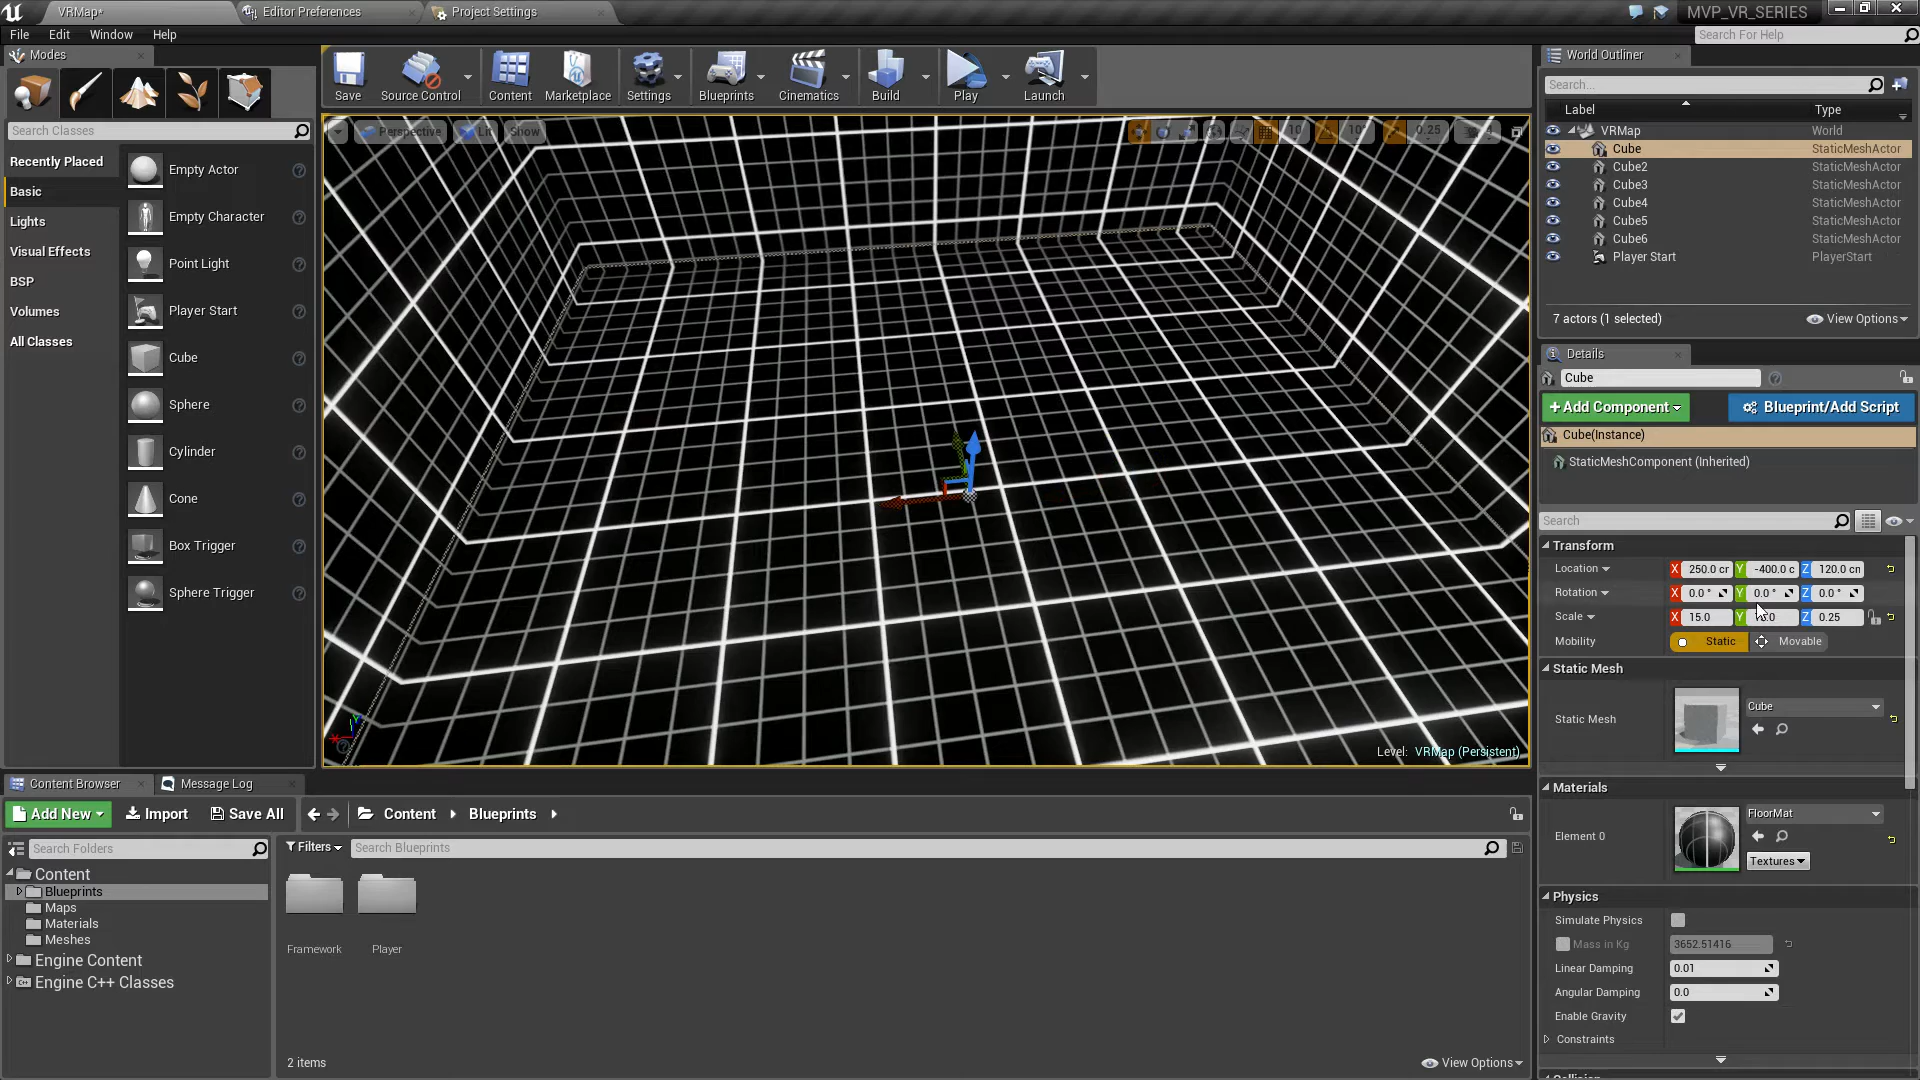 VRMap*
Editor Preferences
Project Settings
MVP_VR_SERIES
File Edit Window Help
Search For Help
Modes
Save
Source Control
Content
Marketplace
Settings
Blueprints
Cinematics
Build
Play
Launch
Search Classes
Recently Placed
Basic
Lights
Visual Effects
BSP
Volumes
All Classes
Empty Actor
Empty Character
Point Light
Player Start
Cube
Sphere
Cylinder
Cone
Box Trigger
Sphere Trigger
Perspective Lit Show
10 10° 0.25
Level: VRMap (Persistent)
World Outliner
Search...
Label Type
VRMap World
Cube StaticMeshActor
Cube2 StaticMeshActor
Cube3 StaticMeshActor
Cube4 StaticMeshActor
Cube5 StaticMeshActor
Cube6 StaticMeshActor
Player Start PlayerStart
7 actors (1 selected) View Options
Details
Cube
+Add Component Blueprint/Add Script
Cube(Instance)
StaticMeshComponent (Inherited)
Search
Transform
Location X 250.0 cr Y -400.0 c Z 120.0 cn
Rotation X 0.0 ° Y 0.0 ° Z 0.0 °
Scale X 15.0 Y Z 0.25
Mobility Static Movable
Static Mesh
Static Mesh Cube
Materials
Element 0 FloorMat
Textures
Physics
Simulate Physics
Mass in Kg 3652.51416
Linear Damping 0.01
Angular Damping 0.0
Enable Gravity
Constraints
Content Browser Message Log
Add New Import Save All Content Blueprints
Search Folders
Filters Search Blueprints
Content
Blueprints
Maps
Materials
Meshes
Engine Content
Engine C++ Classes
Framework Player
2 items View Options